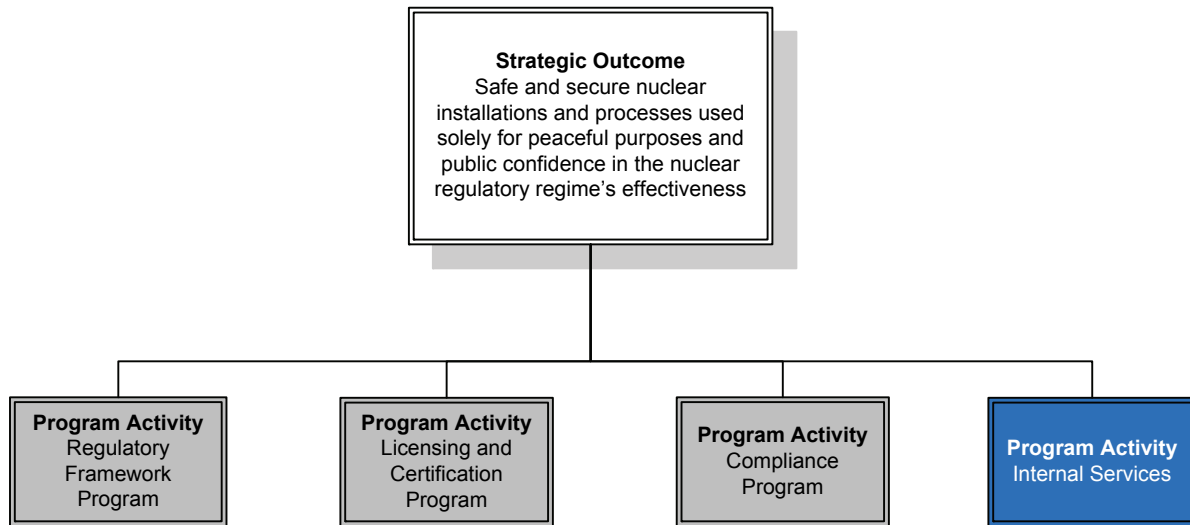 Strategic Outcome
Safe and secure nuclear
installations and processes used
solely for peaceful purposes and
public confidence in the nuclear
regulatory regime’s effectiveness
Program Activity
Regulatory
Framework
Program
Program Activity
Licensing and
Certification
Program
Program Activity
Compliance
Program
Program Activity
Internal Services